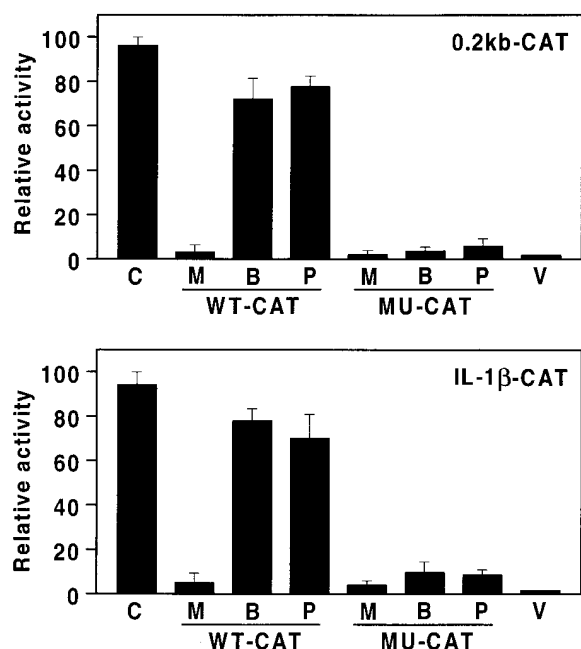 0.2kb-CAT
Relative activity
100
80
60
40
20
0
C M B P M B P V
WT-CAT MU-CAT
IL-1β-CAT
Relative activity
100
80
60
40
20
0
C M B P M B P V
WT-CAT MU-CAT